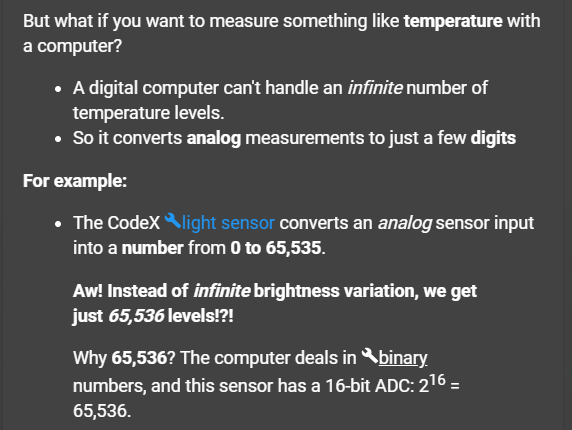 But what if you want to measure something like temperature with
a computer?
• A digital computer can't handle an infinite number of
temperature levels.
• So it converts analog measurements to just a few digits
For example:
• The CodeX light sensor converts an analog sensor input
into a number from 0 to 65,535.
Aw! Instead of infinite brightness variation, we get
just 65,536 levels!?!
Why 65,536? The computer deals in binary
numbers, and this sensor has a 16-bit ADC: 2¹⁶ =
65,536.